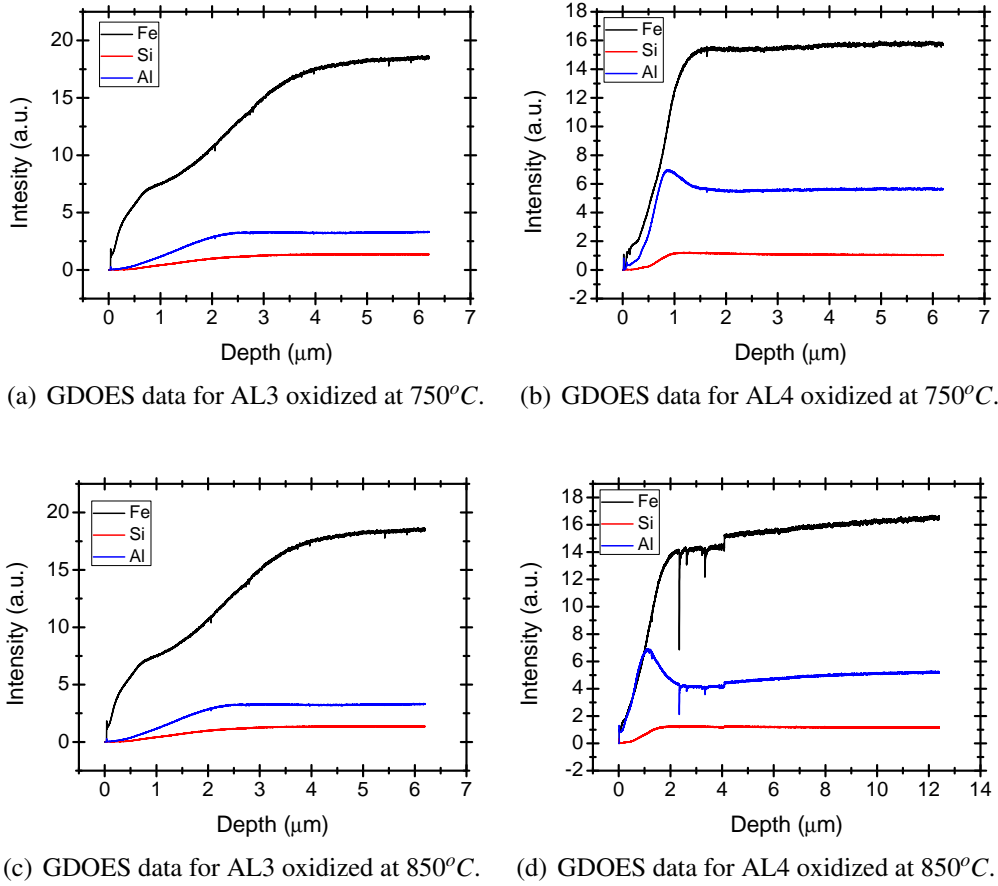 Intesity (a.u.)
20
15
10
5
0
Fe
Si
Al
0 1 2 3 4 5 6 7
Depth (μm)
(a) GDOES data for AL3 oxidized at 750°C.
Intensity (a.u.)
18
16
14
12
10
8
6
4
2
0
-2
Fe
Si
Al
0 1 2 3 4 5 6 7
Depth (μm)
(b) GDOES data for AL4 oxidized at 750°C.
Intensity (a.u.)
20
15
10
5
0
Fe
Si
Al
0 1 2 3 4 5 6 7
Depth (μm)
(c) GDOES data for AL3 oxidized at 850°C.
Intensity (a.u.)
18
16
14
12
10
8
6
4
2
0
-2
Fe
Si
Al
0 2 4 6 8 10 12 14
Depth (μm)
(d) GDOES data for AL4 oxidized at 850°C.